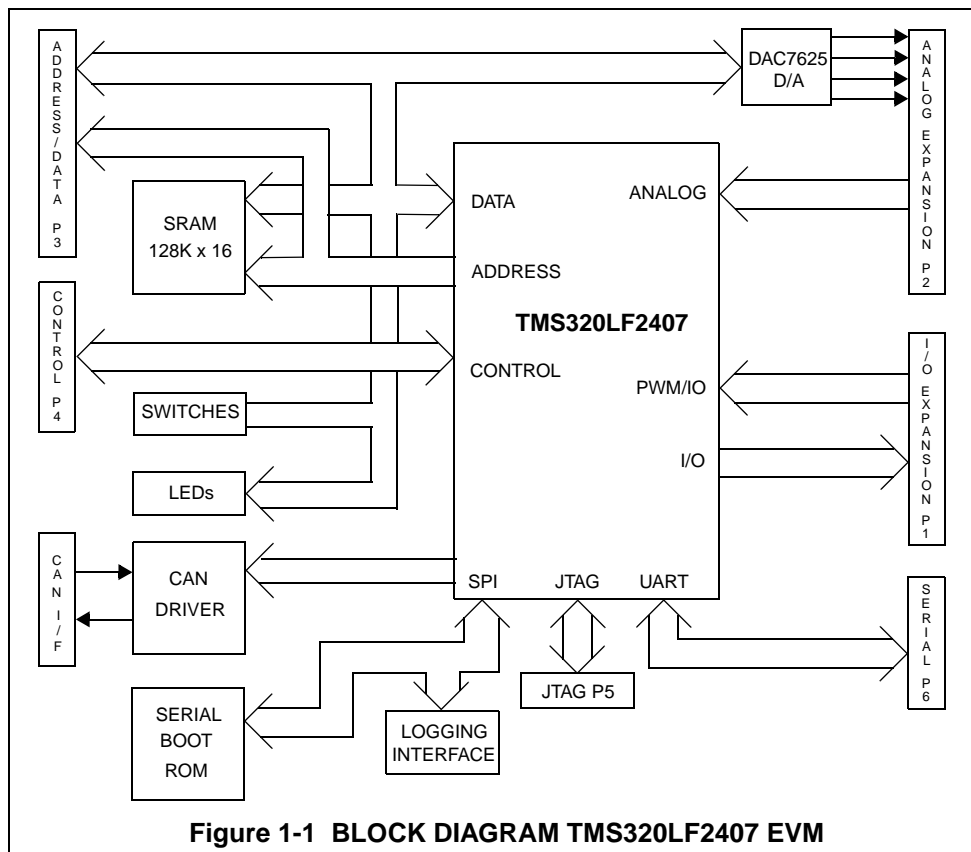 ADDRESS/DATA P3
DAC7625
D/A
ANALOG EXPANSION P2
DATA
ANALOG
SRAM
128K x 16
ADDRESS
TMS320LF2407
CONTROL P4
CONTROL
PWM/IO
I/O EXPANSION P1
SWITCHES
I/O
LEDs
CAN I/F
CAN
DRIVER
SPI
JTAG
UART
SERIAL P6
JTAG P5
SERIAL
BOOT
ROM
LOGGING
INTERFACE
Figure 1-1 BLOCK DIAGRAM TMS320LF2407 EVM